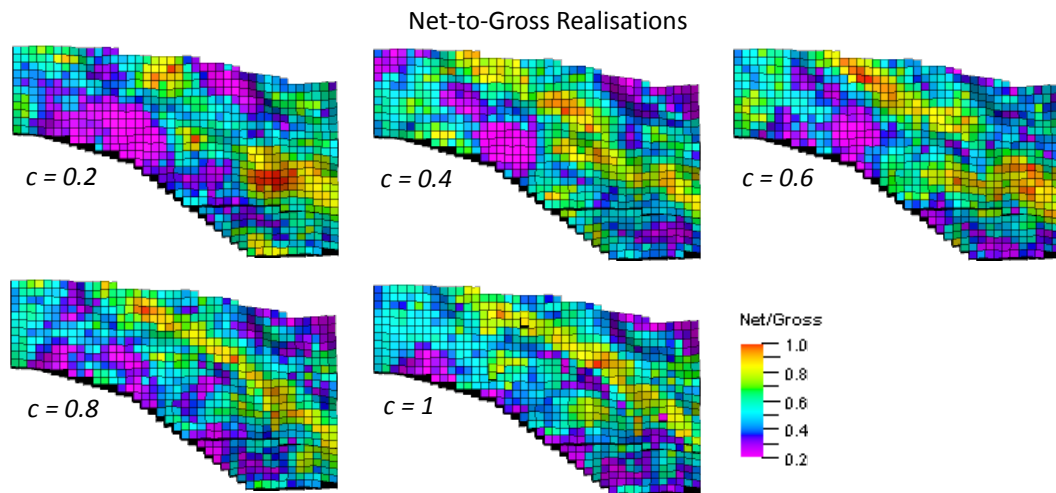 Net-to-Gross Realisations
c = 0.2
c = 0.4
c = 0.6
c = 0.8
c = 1
Net/Gross
1.0
0.8
0.6
0.4
0.2